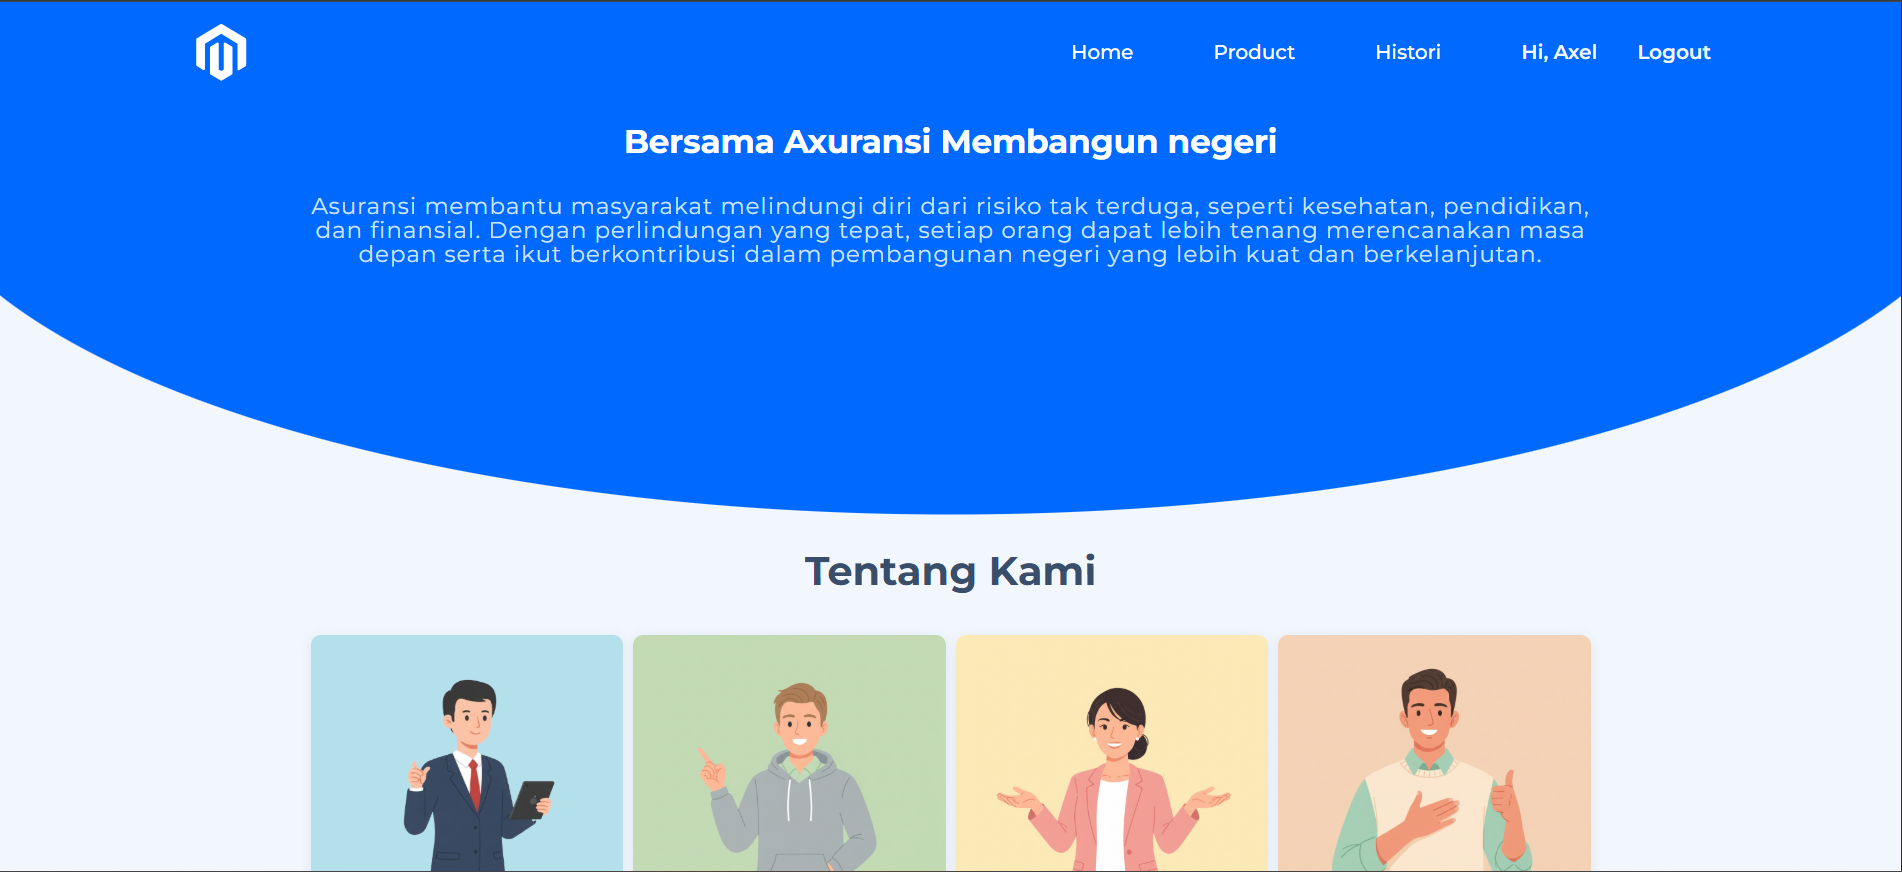 Home Product Histori Hi, Axel Logout
Bersama Axuransi Membangun negeri
Asuransi membantu masyarakat melindungi diri dari risiko tak terduga, seperti kesehatan, pendidikan,
dan finansial. Dengan perlindungan yang tepat, setiap orang dapat lebih tenang merencanakan masa
depan serta ikut berkontribusi dalam pembangunan negeri yang lebih kuat dan berkelanjutan.
Tentang Kami